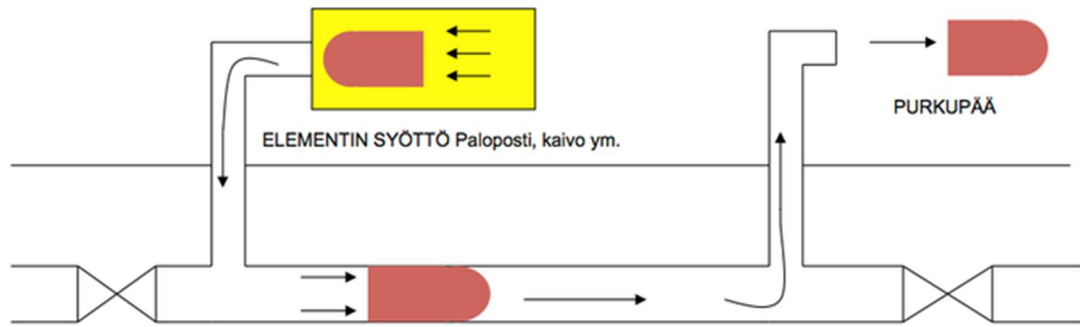 PURKUPÄÄ
ELEMENTIN SYÖTTÖ Paloposti, kaivo ym.